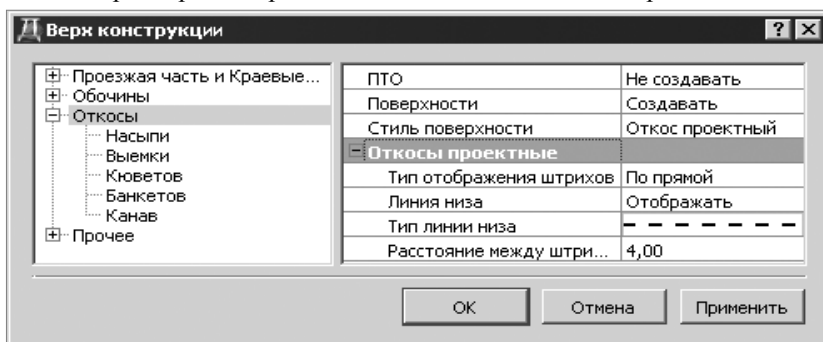 Верх конструкции
Проезжая часть и Краевые...
Обочины
Откосы
Насыпи
Выемки
Кюветов
Банкетов
Канав
Прочее
ПТО Не создавать
Поверхности Создавать
Стиль поверхности Откос проектный
Откосы проектные
Тип отображения штрихов По прямой
Линия низа Отображать
Тип линии низа
Расстояние между штри... 4,00
ОК Отмена Применить